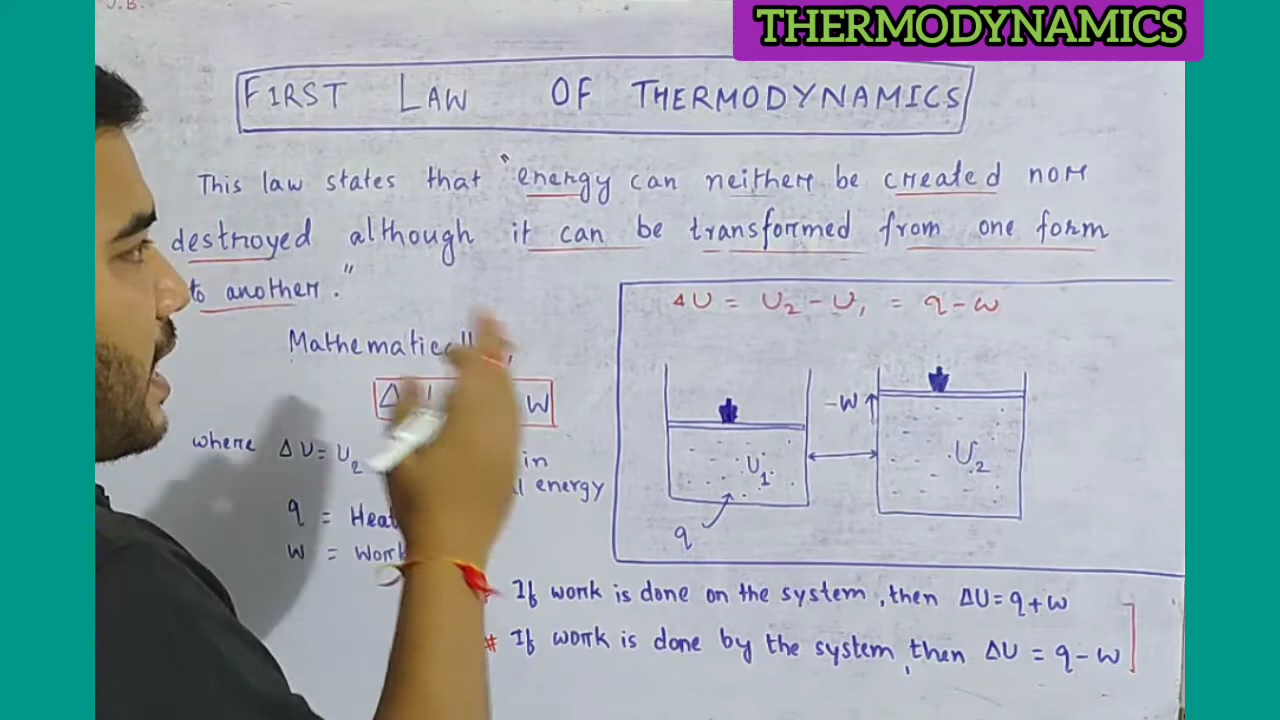 J.B.
THERMODYNAMICS
FIRST LAW OF THERMODYNAMICS
This law states that "energy can neither be created nor
destroyed although it can be transformed from one form
to another."
ΔU = U₂ - U₁ = q - w
Mathematically,
Δ W
where ΔU = U₂ in
energy
q = Heat
w = Work
-W
U₁
U₂
q
If work is done on the system, then ΔU = q + w
# If work is done by the system, then ΔU = q - w